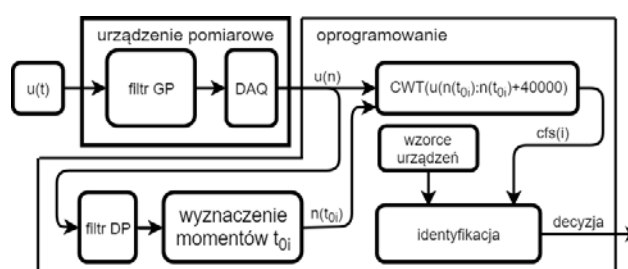 urządzenie pomiarowe
oprogramowanie
u(t)
filtr GP
DAQ
u(n)
CWT(u(n(t0i):n(t0i)+40000)
wzorce
urządzeń
cfs(i)
filtr DP
wyznaczenie
momentów t0i
n(t0i)
identyfikacja
decyzja